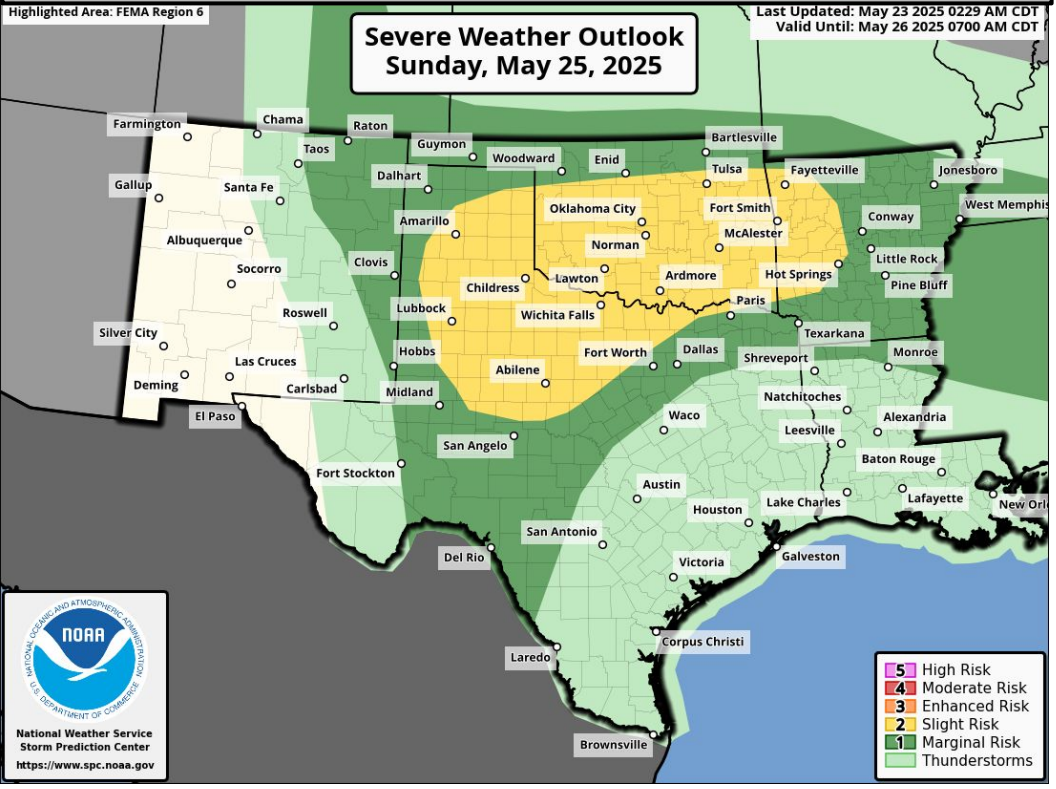 Highlighted Area: FEMA Region 6
Last Updated: May 23 2025 0229 AM CDT
Valid Until: May 26 2025 0700 AM CDT
Severe Weather Outlook
Sunday, May 25, 2025
Farmington
Chama
Raton
Taos
Guymon
Woodward
Enid
Bartlesville
Tulsa
Fayetteville
Jonesboro
Gallup
Santa Fe
Dalhart
Amarillo
Oklahoma City
Fort Smith
Conway
West Memphis
Albuquerque
Norman
McAlester
Socorro
Clovis
Childress
Lawton
Ardmore
Hot Springs
Little Rock
Pine Bluff
Roswell
Lubbock
Wichita Falls
Paris
Silver City
Texarkana
Las Cruces
Hobbs
Fort Worth
Dallas
Shreveport
Monroe
Deming
Carlsbad
Midland
Abilene
Natchitoches
El Paso
Waco
Leesville
Alexandria
San Angelo
Baton Rouge
Fort Stockton
Austin
Houston
Lake Charles
Lafayette
New Orl
San Antonio
Del Rio
Galveston
Victoria
Corpus Christi
Laredo
Brownsville
NATIONAL OCEANIC AND ATMOSPHERIC ADMINISTRATION
NOAA
U.S. DEPARTMENT OF COMMERCE
National Weather Service
Storm Prediction Center
https://www.spc.noaa.gov
5 High Risk
4 Moderate Risk
3 Enhanced Risk
2 Slight Risk
1 Marginal Risk
Thunderstorms